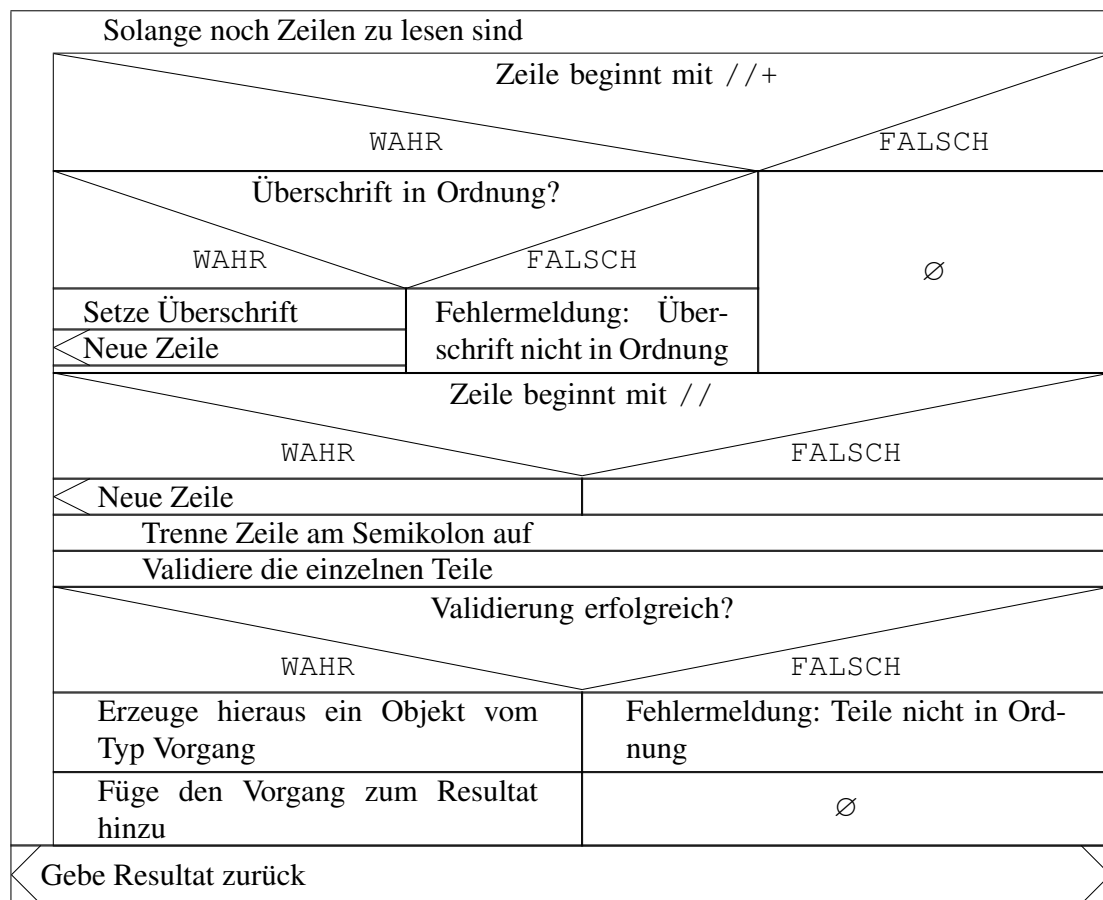 Solange noch Zeilen zu lesen sind
Zeile beginnt mit //+
WAHR
FALSCH
Überschrift in Ordnung?
WAHR
FALSCH
∅
Setze Überschrift
Neue Zeile
Fehlermeldung: Über-
schrift nicht in Ordnung
Zeile beginnt mit //
WAHR
FALSCH
Neue Zeile
Trenne Zeile am Semikolon auf
Validiere die einzelnen Teile
Validierung erfolgreich?
WAHR
FALSCH
Erzeuge hieraus ein Objekt vom
Typ Vorgang
Fehlermeldung: Teile nicht in Ord-
nung
Füge den Vorgang zum Resultat
hinzu
∅
Gebe Resultat zurück